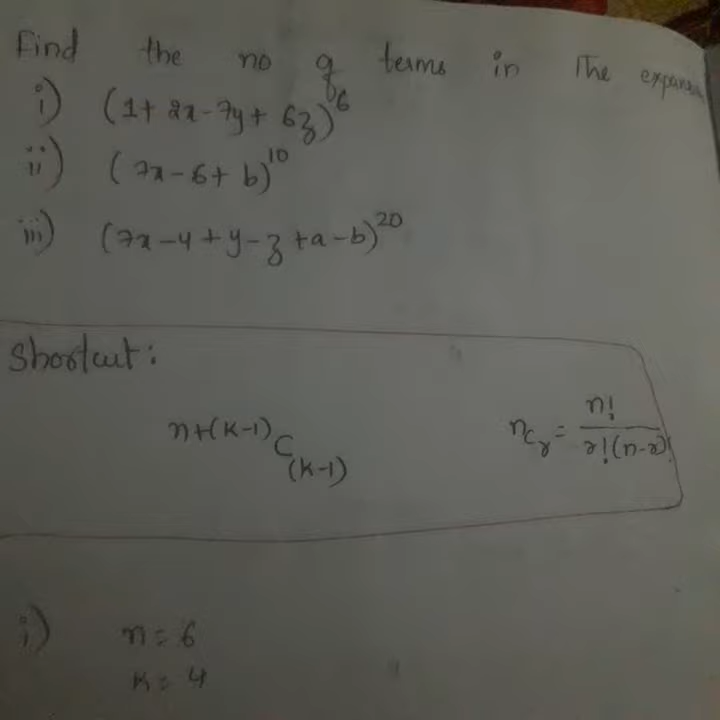 Find the no of terms in The expans
i) (1+ 2x-7y+ 6z)^6
ii) (7x-6+ b)^10
iii) (7x-4+y-z+a-b)^20
Shortcut:
n+(K-1)C(K-1) nCr = n!/r!(n-r)!
i) n=6
K=4